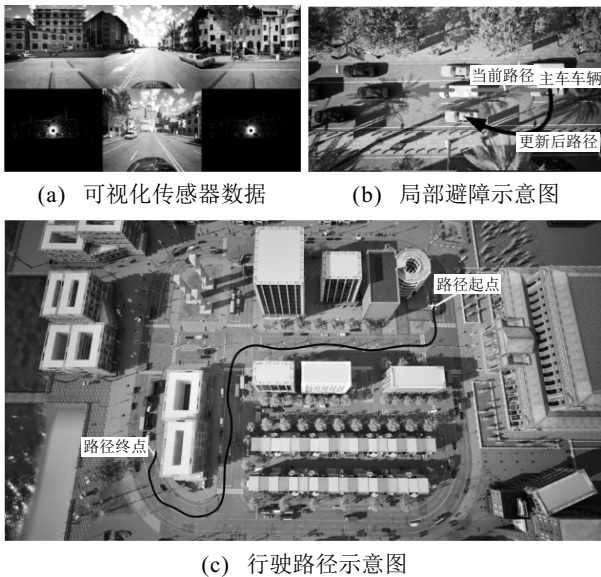 当前路径
主车车辆
更新后路径
(a) 可视化传感器数据
(b) 局部避障示意图
路径起点
路径终点
(c) 行驶路径示意图